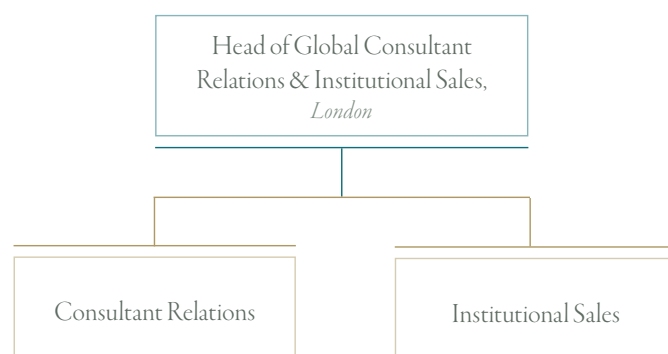 Head of Global Consultant
Relations & Institutional Sales,
London
Consultant Relations
Institutional Sales